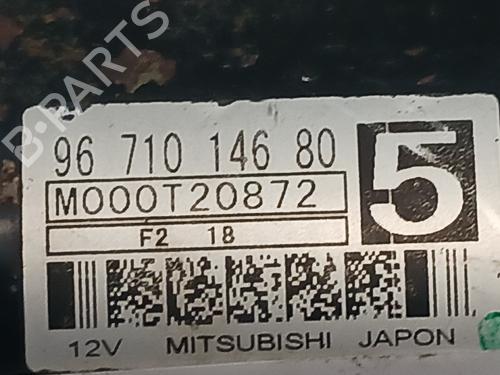 96 710 146 80
5
M000T20872
F2 18
12V MITSUBISHI JAPON
B-PARTS